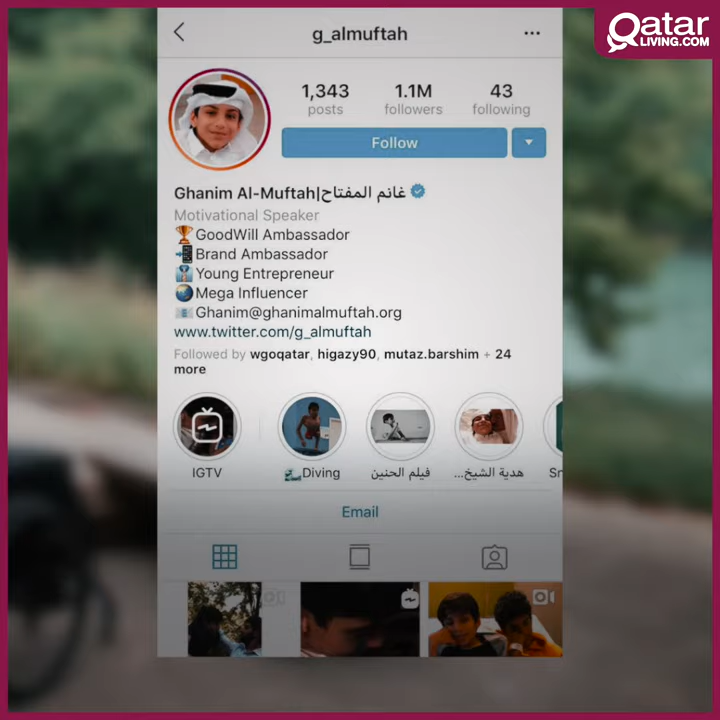 Qatar
LIVING.COM
g_almuftah
1,343
posts
1.1M
followers
43
following
Follow
Ghanim Al-Muftah|غانم المفتاح
Motivational Speaker
GoodWill Ambassador
Brand Ambassador
Young Entrepreneur
Mega Influencer
Ghanim@ghanimalmuftah.org
www.twitter.com/g_almuftah
Followed by wgoqatar, higazy90, mutaz.barshim + 24
more
IGTV
Diving
فيلم الحنين
هدية الشيخ...
Email